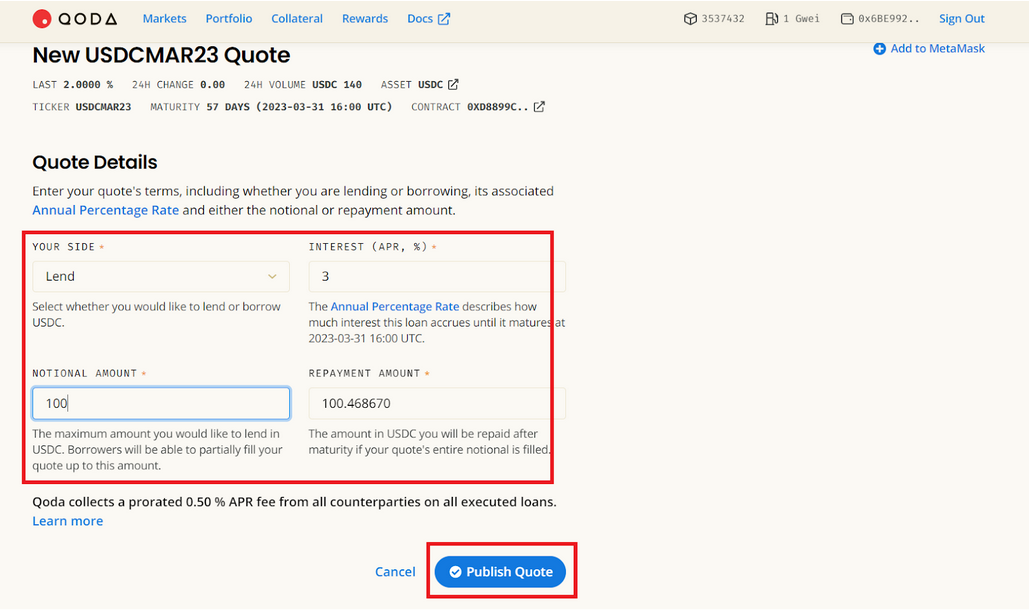 QODA Markets Portfolio Collateral Rewards Docs 3537432 1 Gwei 0x6BE992.. Sign Out
New USDCMAR23 Quote
Add to MetaMask
LAST 2.0000 % 24H CHANGE 0.00 24H VOLUME USDC 140 ASSET USDC
TICKER USDCMAR23 MATURITY 57 DAYS (2023-03-31 16:00 UTC) CONTRACT 0XD8899C..
Quote Details
Enter your quote's terms, including whether you are lending or borrowing, its associated
Annual Percentage Rate and either the notional or repayment amount.
YOUR SIDE *
Lend
Select whether you would like to lend or borrow
USDC.
INTEREST (APR, %) *
3
The Annual Percentage Rate describes how
much interest this loan accrues until it matures at
2023-03-31 16:00 UTC.
NOTIONAL AMOUNT *
100
The maximum amount you would like to lend in
USDC. Borrowers will be able to partially fill your
quote up to this amount.
REPAYMENT AMOUNT *
100.468670
The amount in USDC you will be repaid after
maturity if your quote's entire notional is filled.
Qoda collects a prorated 0.50 % APR fee from all counterparties on all executed loans.
Learn more
Cancel Publish Quote